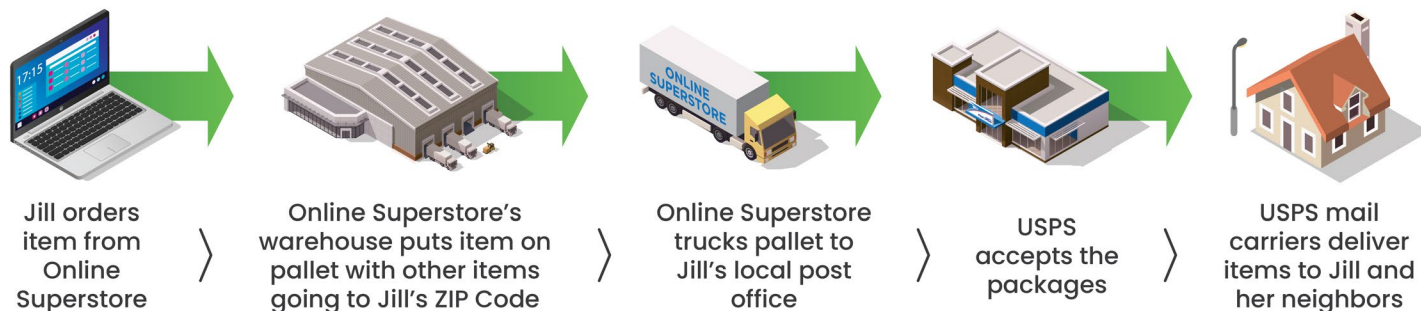 17:15
ONLINE
SUPERSTORE
Jill orders
item from
Online
Superstore
Online Superstore's
warehouse puts item on
pallet with other items
going to Jill's ZIP Code
Online Superstore
trucks pallet to
Jill's local post
office
USPS
accepts the
packages
USPS mail
carriers deliver
items to Jill and
her neighbors